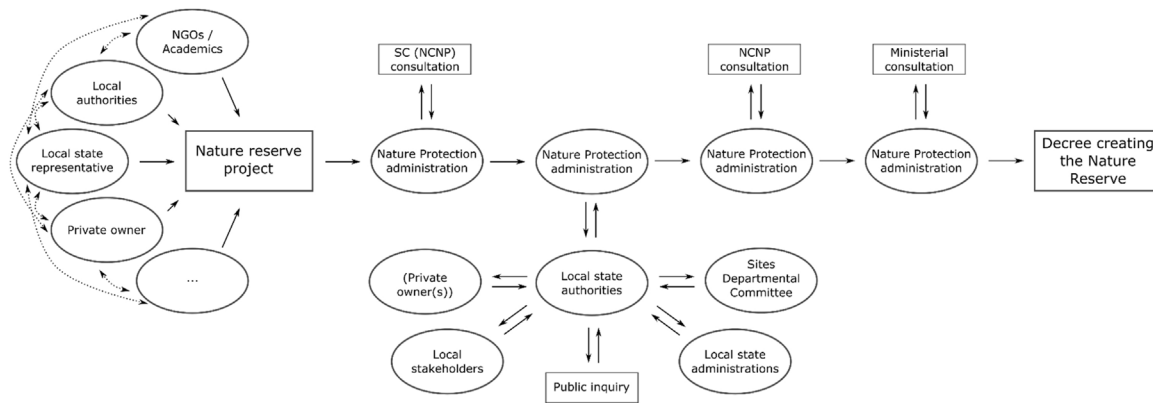 NGOs /
Academics
Local
authorities
Local state
representative
Private owner
...
Nature reserve
project
SC (NCNP)
consultation
Nature Protection
administration
Nature Protection
administration
NCNP
consultation
Nature Protection
administration
Ministerial
consultation
Nature Protection
administration
Decree creating
the Nature
Reserve
(Private
owner(s))
Local state
authorities
Sites
Departmental
Committee
Local
stakeholders
Public inquiry
Local state
administrations